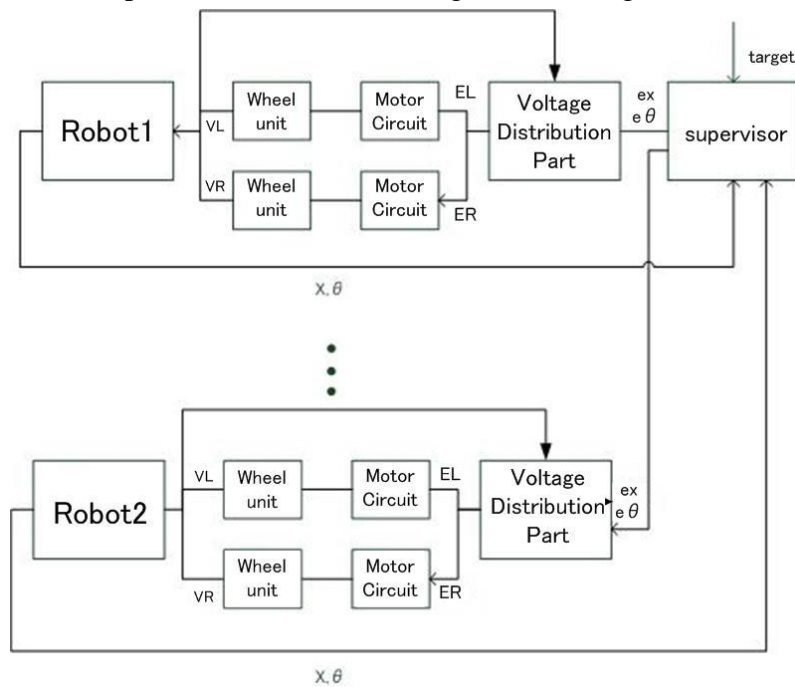 target
Robot1
VL
Wheel
unit
Motor
Circuit
EL
Voltage
Distribution
Part
ex
e θ
supervisor
VR
Wheel
unit
Motor
Circuit
ER
X, θ
Robot2
VL
Wheel
unit
Motor
Circuit
EL
Voltage
Distribution
Part
ex
e θ
VR
Wheel
unit
Motor
Circuit
ER
X, θ